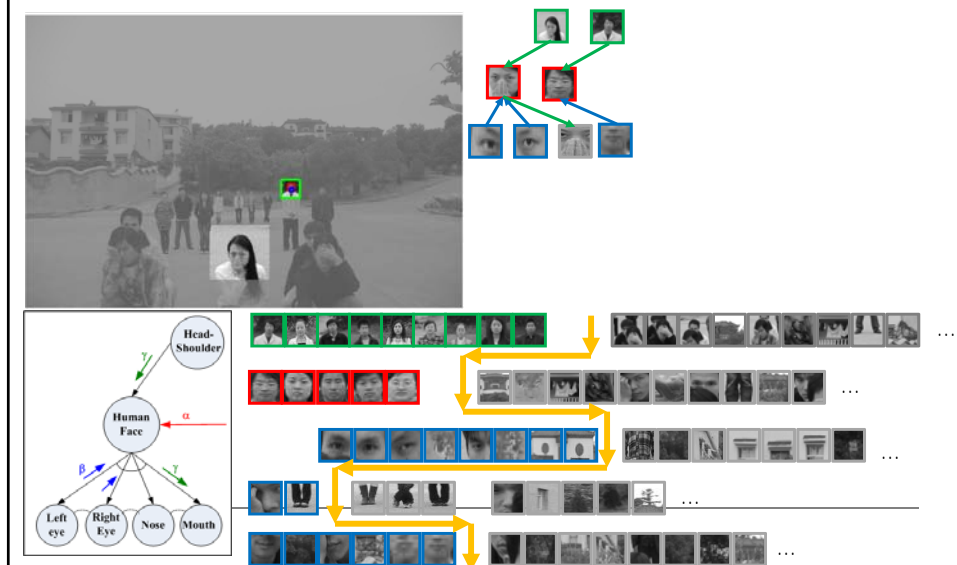 Head-
Shoulder
γ
Human
Face
α
β
γ
Left
eye
Right
Eye
Nose
Mouth
...
...
...
...
...